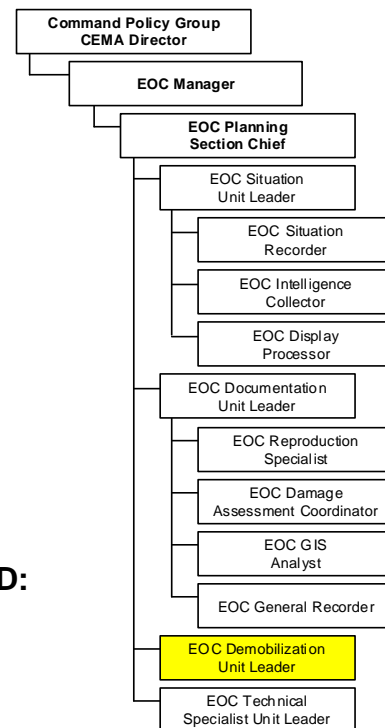 Command Policy Group
CEMA Director
EOC Manager
EOC Planning
Section Chief
EOC Situation
Unit Leader
EOC Situation
Recorder
EOC Intelligence
Collector
EOC Display
Processor
EOC Documentation
Unit Leader
EOC Reproduction
Specialist
EOC Damage
Assessment Coordinator
EOC GIS
Analyst
D:
EOC General Recorder
EOC Demobilization
Unit Leader
EOC Technical
Specialist Unit Leader